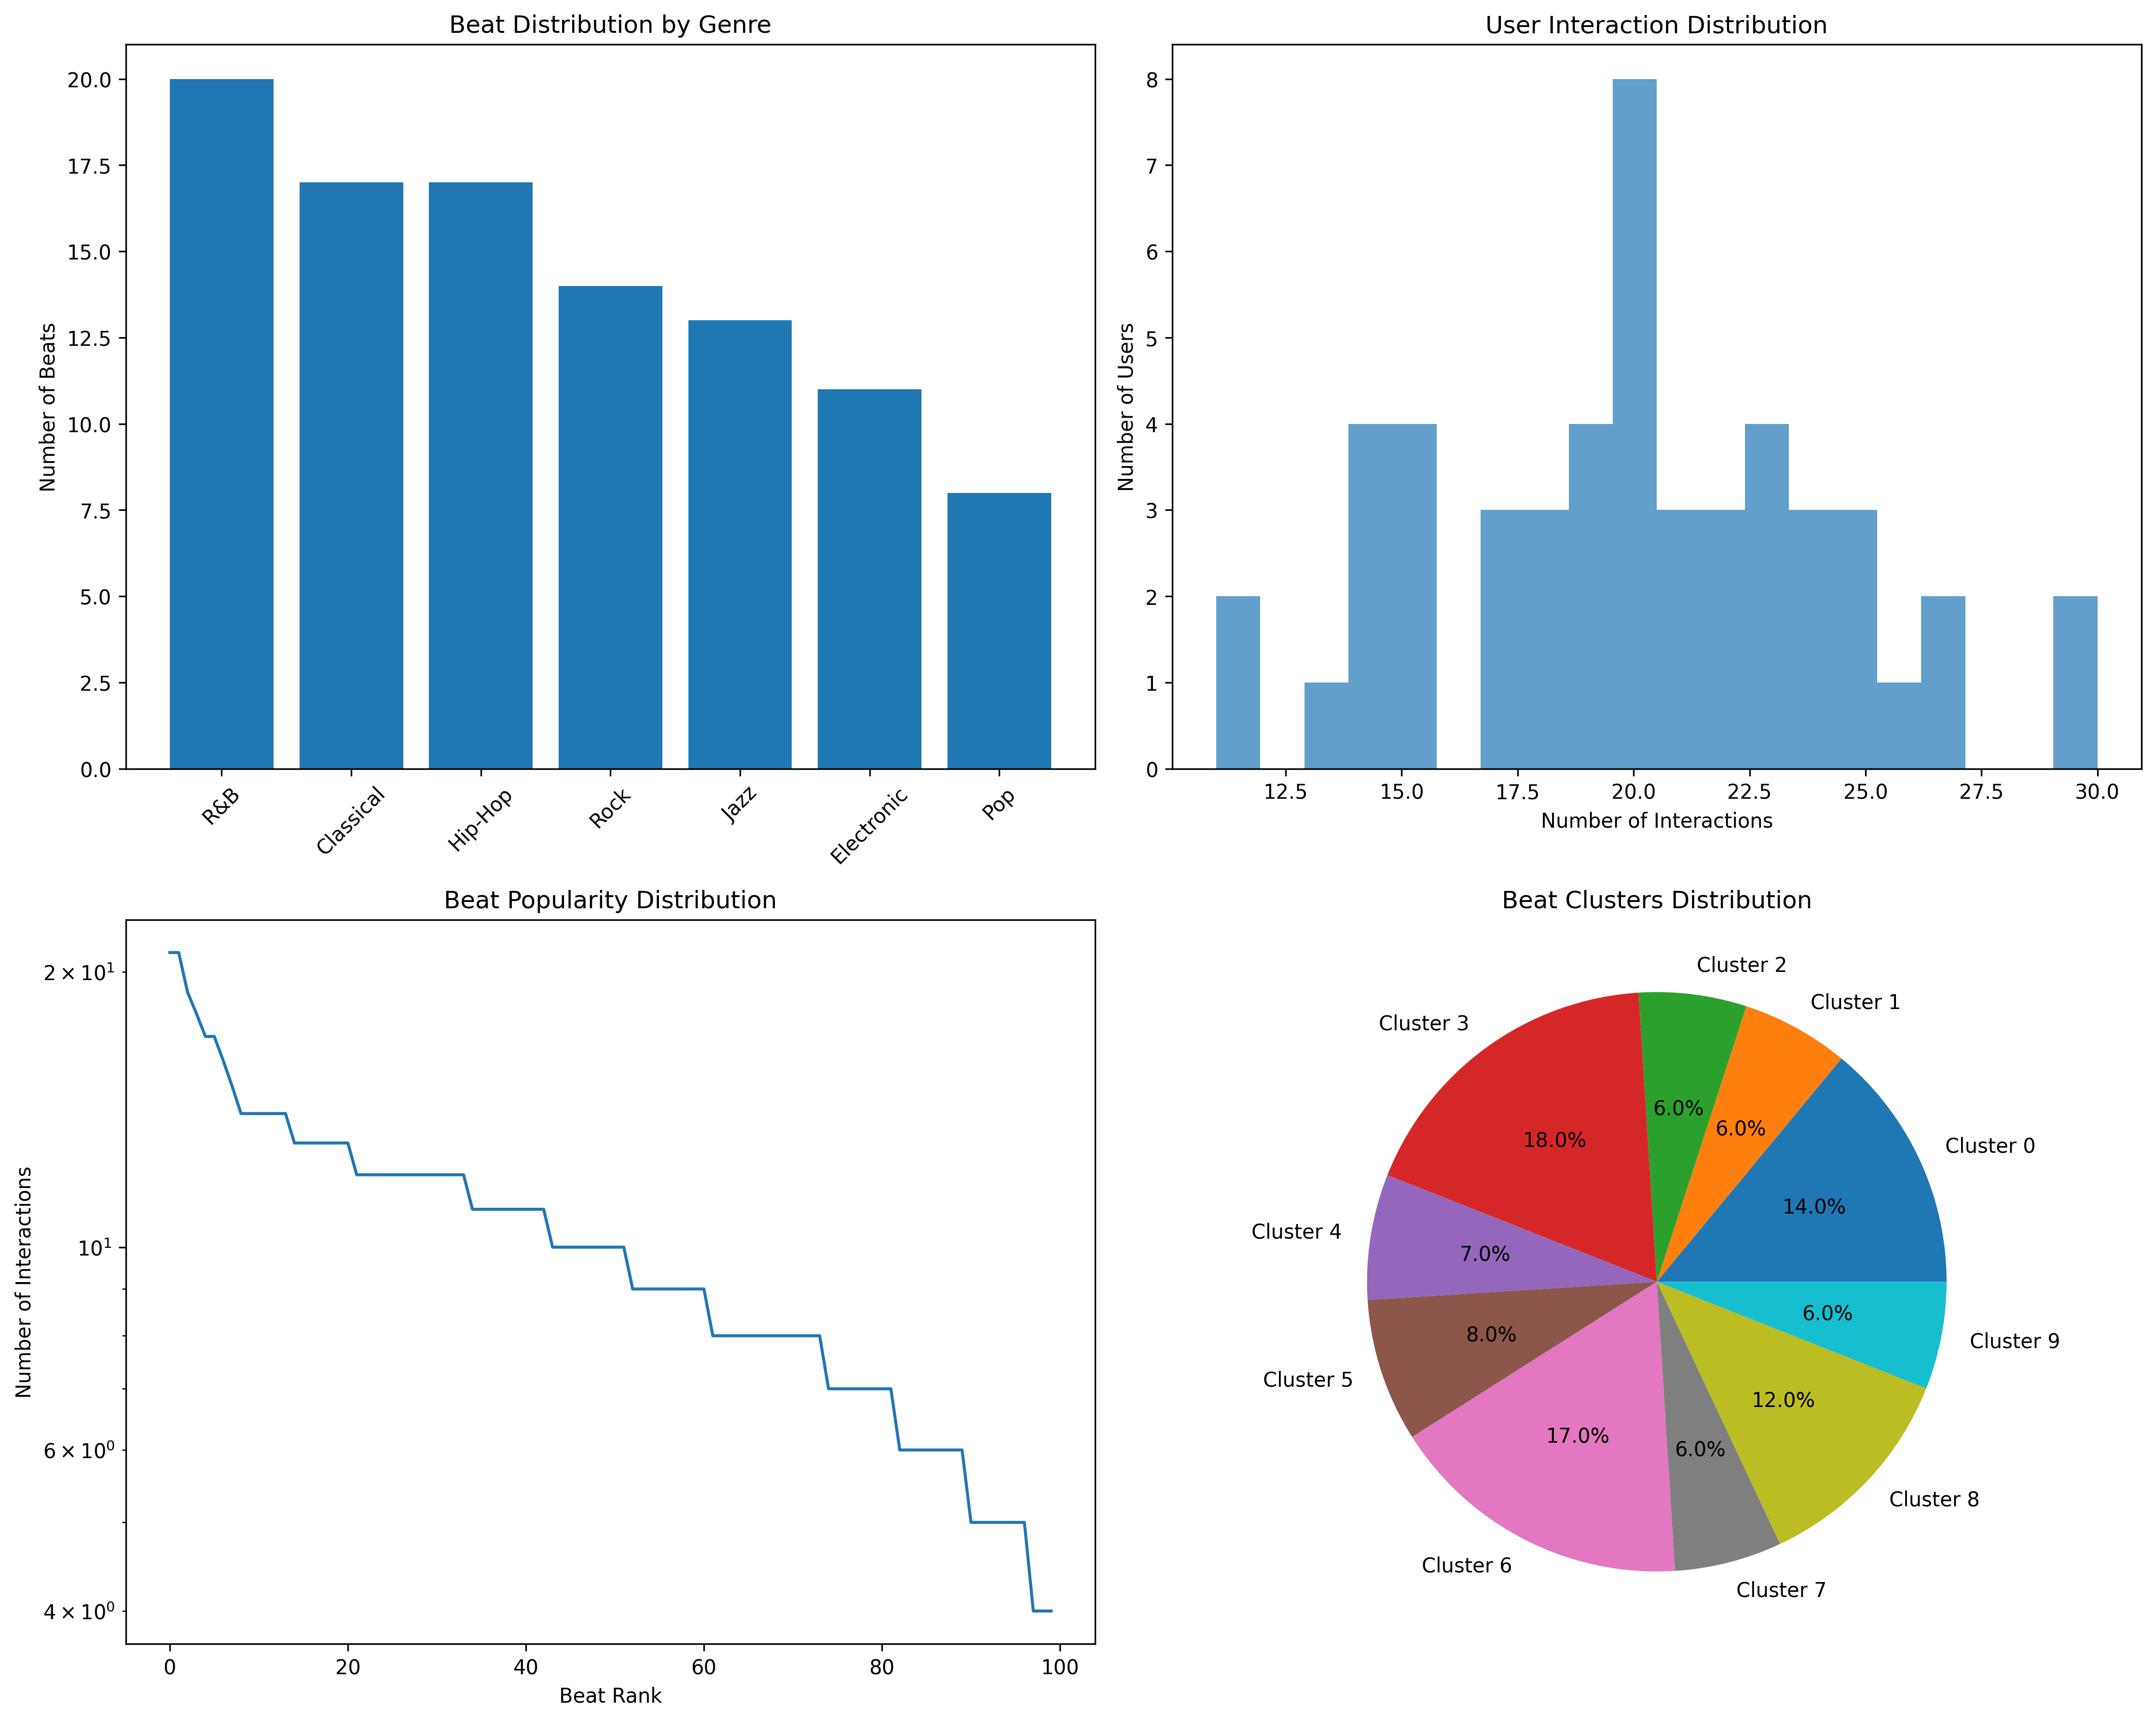 Beat Distribution by Genre
Number of Beats
20.0
17.5
15.0
12.5
10.0
7.5
5.0
2.5
0.0
R&B
Classical
Hip-Hop
Rock
Jazz
Electronic
Pop
User Interaction Distribution
Number of Users
8
7
6
5
4
3
2
1
0
12.5
15.0
17.5
20.0
22.5
25.0
27.5
30.0
Number of Interactions
Beat Popularity Distribution
Number of Interactions
2 × 10¹
10¹
6 × 10⁰
4 × 10⁰
0
20
40
60
80
100
Beat Rank
Beat Clusters Distribution
Cluster 0
14.0%
Cluster 1
6.0%
Cluster 2
6.0%
Cluster 3
18.0%
Cluster 4
7.0%
Cluster 5
8.0%
Cluster 6
17.0%
Cluster 7
6.0%
Cluster 8
12.0%
Cluster 9
6.0%